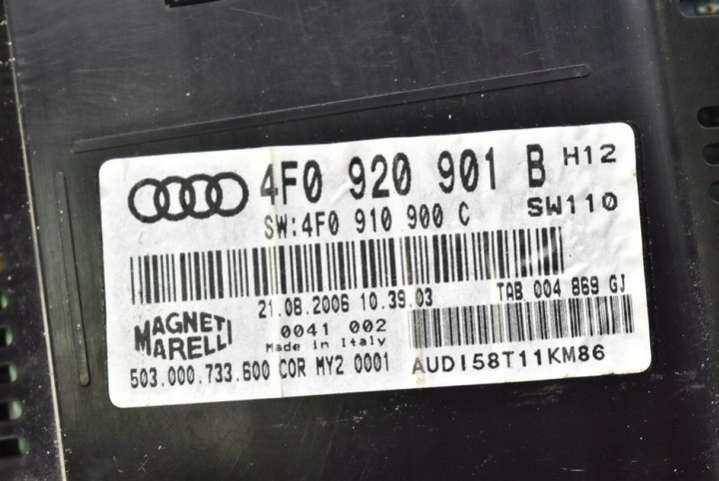 4F0 920 901 B H12
SW:4F0 910 900 C SW110
21.08.2006 10.39.03 TAB 004 869 GJ
MAGNETI MARELLI
0041 002
Made in Italy
503.000.733.600 COR MY2 0001 AUDI58T11KM86